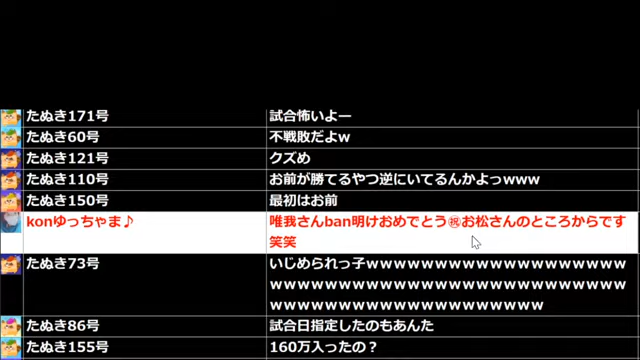 たぬき171号 試合怖いよー
たぬき60号 不戦敗だよw
たぬき121号 クズめ
たぬき110号 お前が勝てるやつ逆にいてるんかよっwww
たぬき150号 最初はお前
konゆっちゃま♪ 唯我さんban明けおめでとう㊗お松さんのところからです
笑笑
たぬき73号 いじめられっ子wwwwwwwwwwwwwwwwwww
wwwwwwwwwwwwwwwwwwwwwwwwww
wwwwwwwwwwwwwwwwwwww
たぬき86号 試合日指定したのもあんた
たぬき155号 160万入ったの？